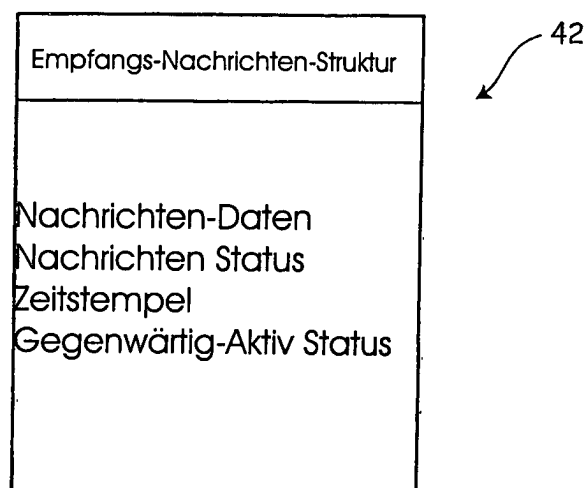 Empfangs-Nachrichten-Struktur
42
Nachrichten-Daten
Nachrichten Status
Zeitstempel
Gegenwärtig-Aktiv Status